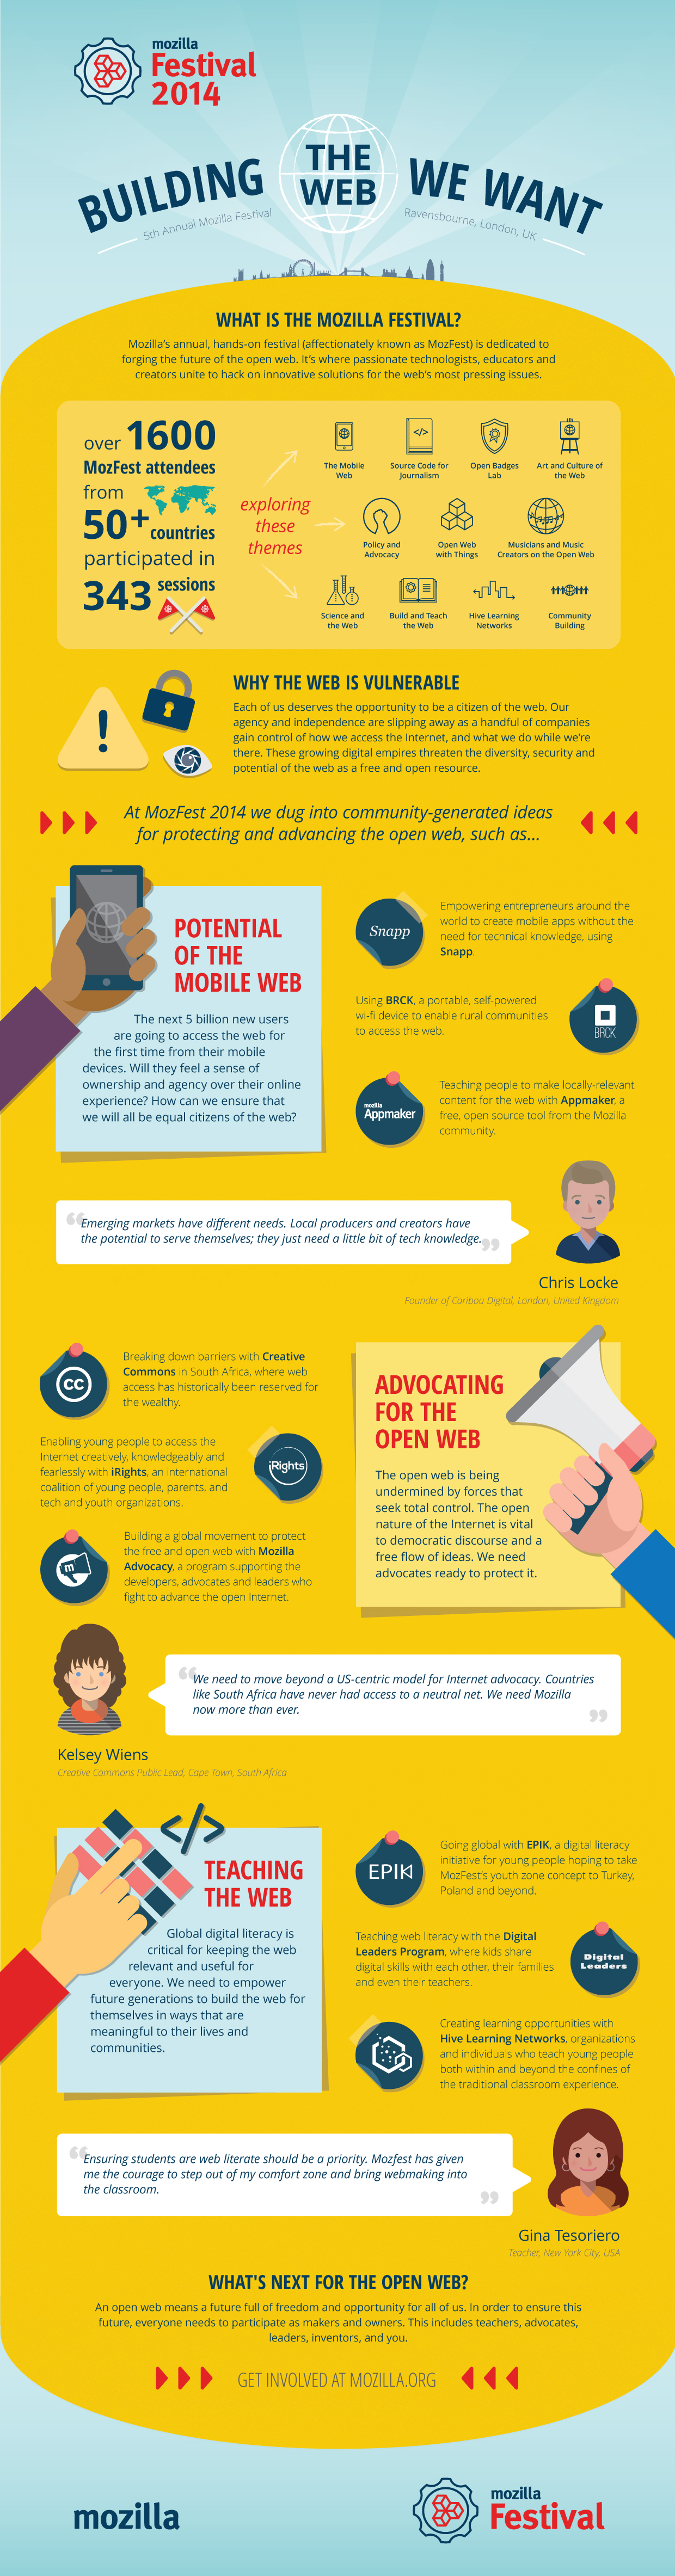 mozilla
Festival
2014
BUILDING THE WEB WE WANT
5th Annual Mozilla Festival
Ravensbourne, London, UK
WHAT IS THE MOZILLA FESTIVAL?
Mozilla's annual, hands-on festival (affectionately known as MozFest) is dedicated to
forging the future of the open web. It's where passionate technologists, educators and
creators unite to hack on innovative solutions for the web's most pressing issues.
over 1600
MozFest attendees
from
50+ countries
participated in
343 sessions
exploring
these
themes
The Mobile
Web
Source Code for
Journalism
Open Badges
Lab
Art and Culture of
the Web
Policy and
Advocacy
Open Web
with Things
Musicians and Music
Creators on the Open Web
Science and
the Web
Build and Teach
the Web
Hive Learning
Networks
Community
Building
WHY THE WEB IS VULNERABLE
Each of us deserves the opportunity to be a citizen of the web. Our
agency and independence are slipping away as a handful of companies
gain control of how we access the Internet, and what we do while we're
there. These growing digital empires threaten the diversity, security and
potential of the web as a free and open resource.
At MozFest 2014 we dug into community-generated ideas
for protecting and advancing the open web, such as...
POTENTIAL
OF THE
MOBILE WEB
The next 5 billion new users
are going to access the web for
the first time from their mobile
devices. Will they feel a sense of
ownership and agency over their online
experience? How can we ensure that
we will all be equal citizens of the web?
Snapp
Empowering entrepreneurs around the
world to create mobile apps without the
need for technical knowledge, using
Snapp.
Using BRCK, a portable, self-powered
wi-fi device to enable rural communities
to access the web.
BRCK
mozilla
Appmaker
Teaching people to make locally-relevant
content for the web with Appmaker, a
free, open source tool from the Mozilla
community.
“Emerging markets have different needs. Local producers and creators have
the potential to serve themselves; they just need a little bit of tech knowledge.”
Chris Locke
Founder of Caribou Digital, London, United Kingdom
cc
Breaking down barriers with Creative
Commons in South Africa, where web
access has historically been reserved for
the wealthy.
Enabling young people to access the
Internet creatively, knowledgeably and
fearlessly with iRights, an international
coalition of young people, parents, and
tech and youth organizations.
iRights
m
Building a global movement to protect
the free and open web with Mozilla
Advocacy, a program supporting the
developers, advocates and leaders who
fight to advance the open Internet.
ADVOCATING
FOR THE
OPEN WEB
The open web is being
undermined by forces that
seek total control. The open
nature of the Internet is vital
to democratic discourse and a
free flow of ideas. We need
advocates ready to protect it.
“We need to move beyond a US-centric model for Internet advocacy. Countries
like South Africa have never had access to a neutral net. We need Mozilla
now more than ever.”
Kelsey Wiens
Creative Commons Public Lead, Cape Town, South Africa
</>
TEACHING
THE WEB
Global digital literacy is
critical for keeping the web
relevant and useful for
everyone. We need to empower
future generations to build the web for
themselves in ways that are
meaningful to their lives and
communities.
EPIK
Going global with EPIK, a digital literacy
initiative for young people hoping to take
MozFest's youth zone concept to Turkey,
Poland and beyond.
Teaching web literacy with the Digital
Leaders Program, where kids share
digital skills with each other, their families
and even their teachers.
Digital
Leaders
Creating learning opportunities with
Hive Learning Networks, organizations
and individuals who teach young people
both within and beyond the confines of
the traditional classroom experience.
“Ensuring students are web literate should be a priority. Mozfest has given
me the courage to step out of my comfort zone and bring webmaking into
the classroom.”
Gina Tesoriero
Teacher, New York City, USA
WHAT'S NEXT FOR THE OPEN WEB?
An open web means a future full of freedom and opportunity for all of us. In order to ensure this
future, everyone needs to participate as makers and owners. This includes teachers, advocates,
leaders, inventors, and you.
GET INVOLVED AT MOZILLA.ORG
mozilla
mozilla
Festival